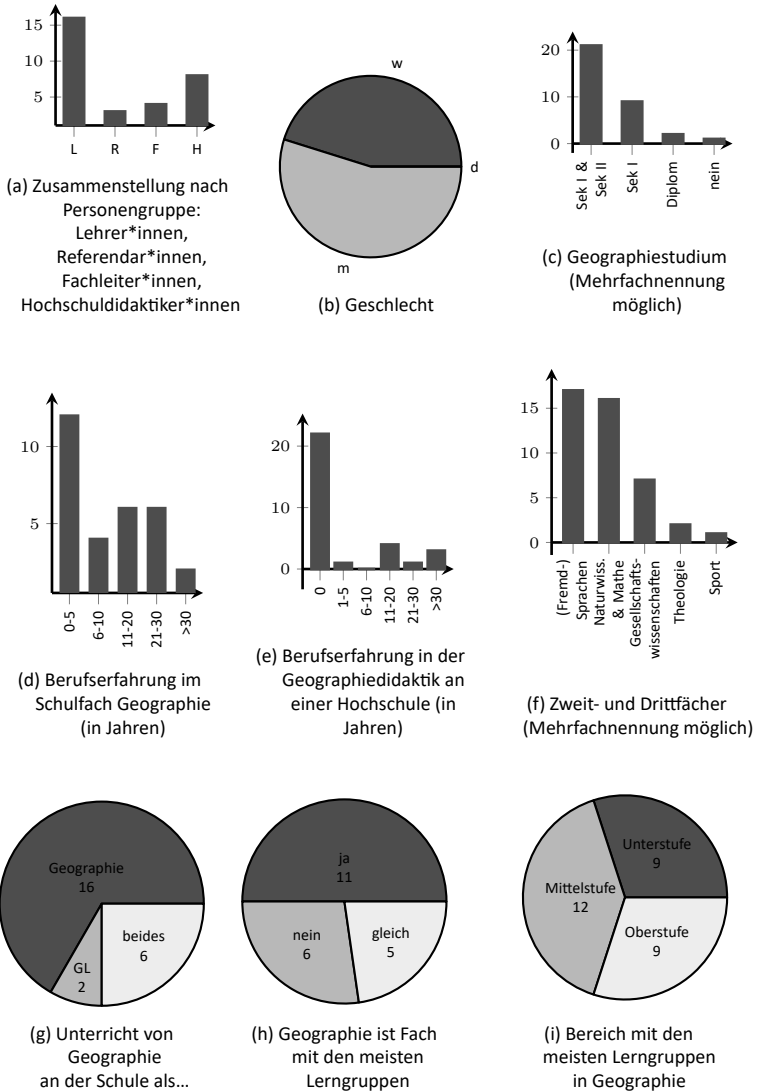 15
10
5
L R F H
(a) Zusammenstellung nach
Personengruppe:
Lehrer*innen,
Referendar*innen,
Fachleiter*innen,
Hochschuldidaktiker*innen
w
d
m
(b) Geschlecht
20
10
0
Sek I &
Sek II
Sek I
Diplom
nein
(c) Geographiestudium
(Mehrfachnennung
möglich)
10
5
0-5
6-10
11-20
21-30
>30
(d) Berufserfahrung im
Schulfach Geographie
(in Jahren)
20
10
0
0
1-5
6-10
11-20
21-30
>30
(e) Berufserfahrung in der
Geographiedidaktik an
einer Hochschule (in
Jahren)
15
10
5
0
(Fremd-)
Sprachen
Naturwiss.
& Mathe
Gesellschafts-
wissenschaften
Theologie
Sport
(f) Zweit- und Drittfächer
(Mehrfachnennung möglich)
Geographie
16
GL
2
beides
6
(g) Unterricht von
Geographie
an der Schule als...
ja
11
nein
6
gleich
5
(h) Geographie ist Fach
mit den meisten
Lerngruppen
Unterstufe
9
Mittelstufe
12
Oberstufe
9
(i) Bereich mit den
meisten Lerngruppen
in Geographie